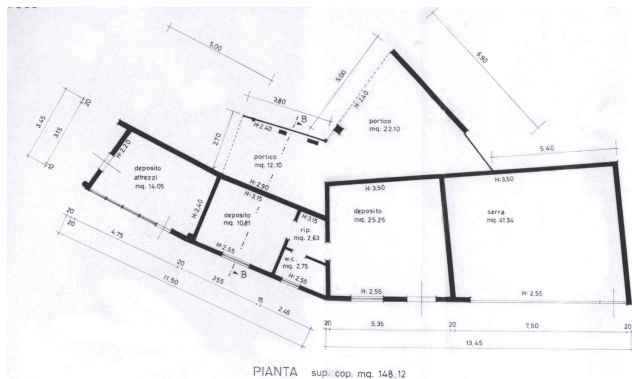 5.00
6.90
3.80
5.00
B
H=2.40
H=2.40
portico
mq. 22.10
3.45
3.15
10
10
H=2.20
2.70
portico
mq. 12.10
5.40
H=3.50
H=3.50
deposito
attrezzi
mq. 14.05
H=2.90
H=3.15
H=2.40
deposito
mq. 10,81
H=3.15
rip.
mq. 2,63
deposito
mq. 25.25
serra
mq. 41,34
w.c.
mq. 2,75
H=2.55
B
H=2.55
H=2.55
H=2.55
20
20
4.75
20
3.55
15
2.45
11.50
20
5.35
20
7.50
20
13,45
PIANTA sup. cop. mq. 148,12